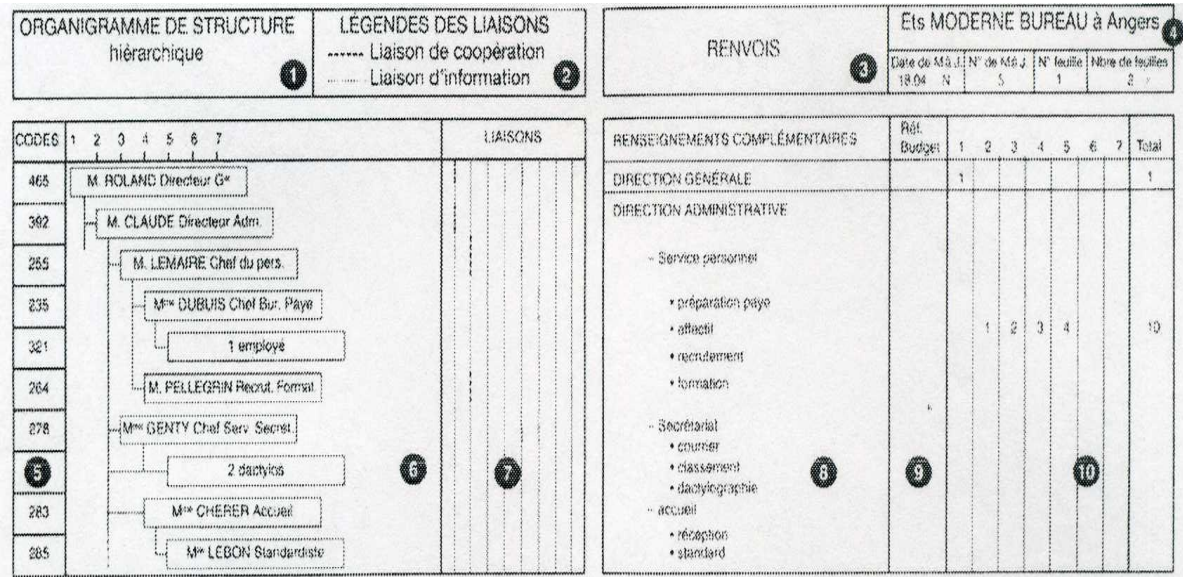 ORGANIGRAMME DE STRUCTURE
hiérarchique
1
LÉGENDES DES LIAISONS
Liaison de coopération
Liaison d'information
2
RENVOIS
3
Ets MODERNE BUREAU à Angers
4
Date de M à J. N° de M à J N° feuille Nbre de feuilles
18.04 N 5 1 2
CODES 1 2 3 4 5 6 7 LIAISONS
465 M. ROLAND Directeur Gal
392 M. CLAUDE Directeur Adm.
255 M. LEMAIRE Chef du pers.
235 Mme DUBUIS Chef Bur. Paye
321 1 employé
264 M. PELLEGRIN Recrut. Format.
278 Mme GENTY Chef Serv. Secret.
5 2 dactylos 6 7
283 Mme CHERER Accueil
285 Mlle LEBON Standardiste
RENSEIGNEMENTS COMPLÉMENTAIRES Réf. Budget 1 2 3 4 5 6 7 Total
DIRECTION GÉNÉRALE 1 1
DIRECTION ADMINISTRATIVE
– Service personnel
• préparation paye
• effectif 1 2 3 4 10
• recrutement
• formation
– Secrétariat
• courrier
• classement 8 9 10
• dactylographie
– accueil
• réception
• standard